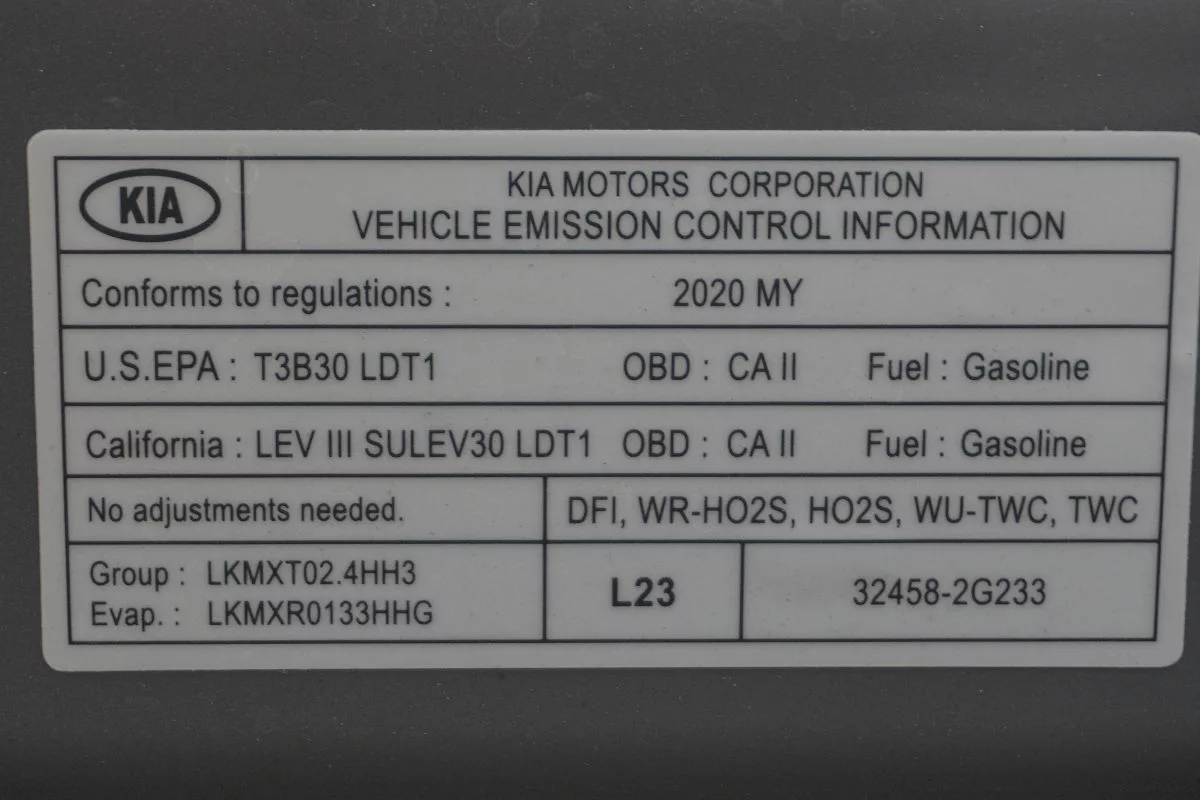 KIA
KIA MOTORS CORPORATION
VEHICLE EMISSION CONTROL INFORMATION
Conforms to regulations : 2020 MY
U.S.EPA : T3B30 LDT1 OBD : CA II Fuel : Gasoline
California : LEV III SULEV30 LDT1 OBD : CA II Fuel : Gasoline
No adjustments needed. DFI, WR-HO2S, HO2S, WU-TWC, TWC
Group : LKMXT02.4HH3
Evap. : LKMXR0133HHG
L23
32458-2G233